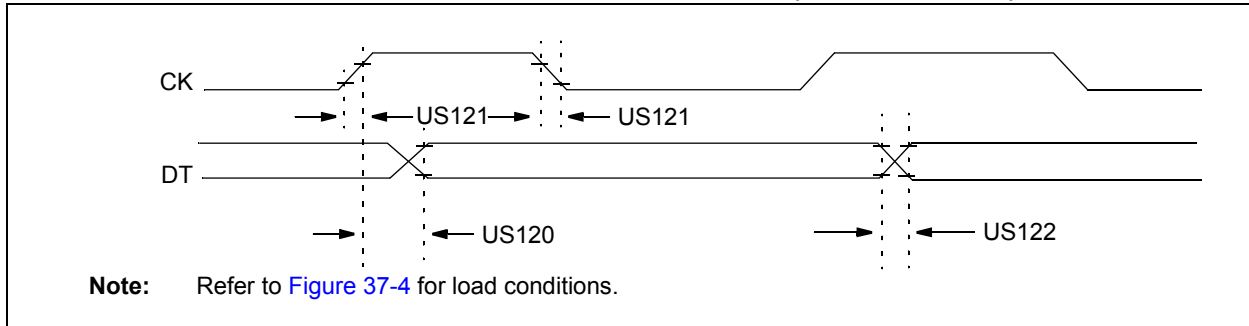 CK
US121 US121
DT
US120 US122
Note: Refer to Figure 37-4 for load conditions.